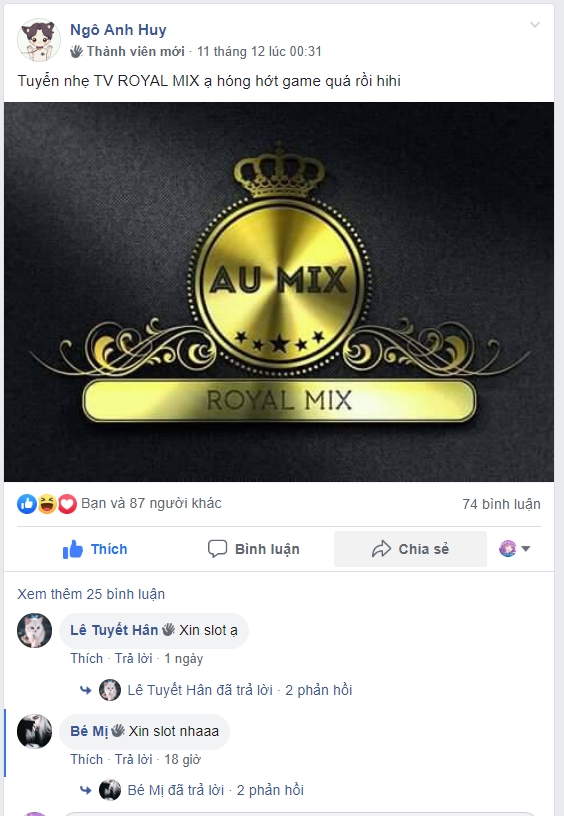 Ngô Anh Huy
Thành viên mới · 11 tháng 12 lúc 00:31
Tuyển nhẹ TV ROYAL MIX ạ hóng hớt game quá rồi hihi
AU MIX
ROYAL MIX
Bạn và 87 người khác
74 bình luận
Thích
Bình luận
Chia sẻ
Xem thêm 25 bình luận
Lê Tuyết Hân Xin slot ạ
Thích · Trả lời · 1 ngày
Lê Tuyết Hân đã trả lời · 2 phản hồi
Bé Mị Xin slot nhaaa
Thích · Trả lời · 18 giờ
Bé Mị đã trả lời · 2 phản hồi